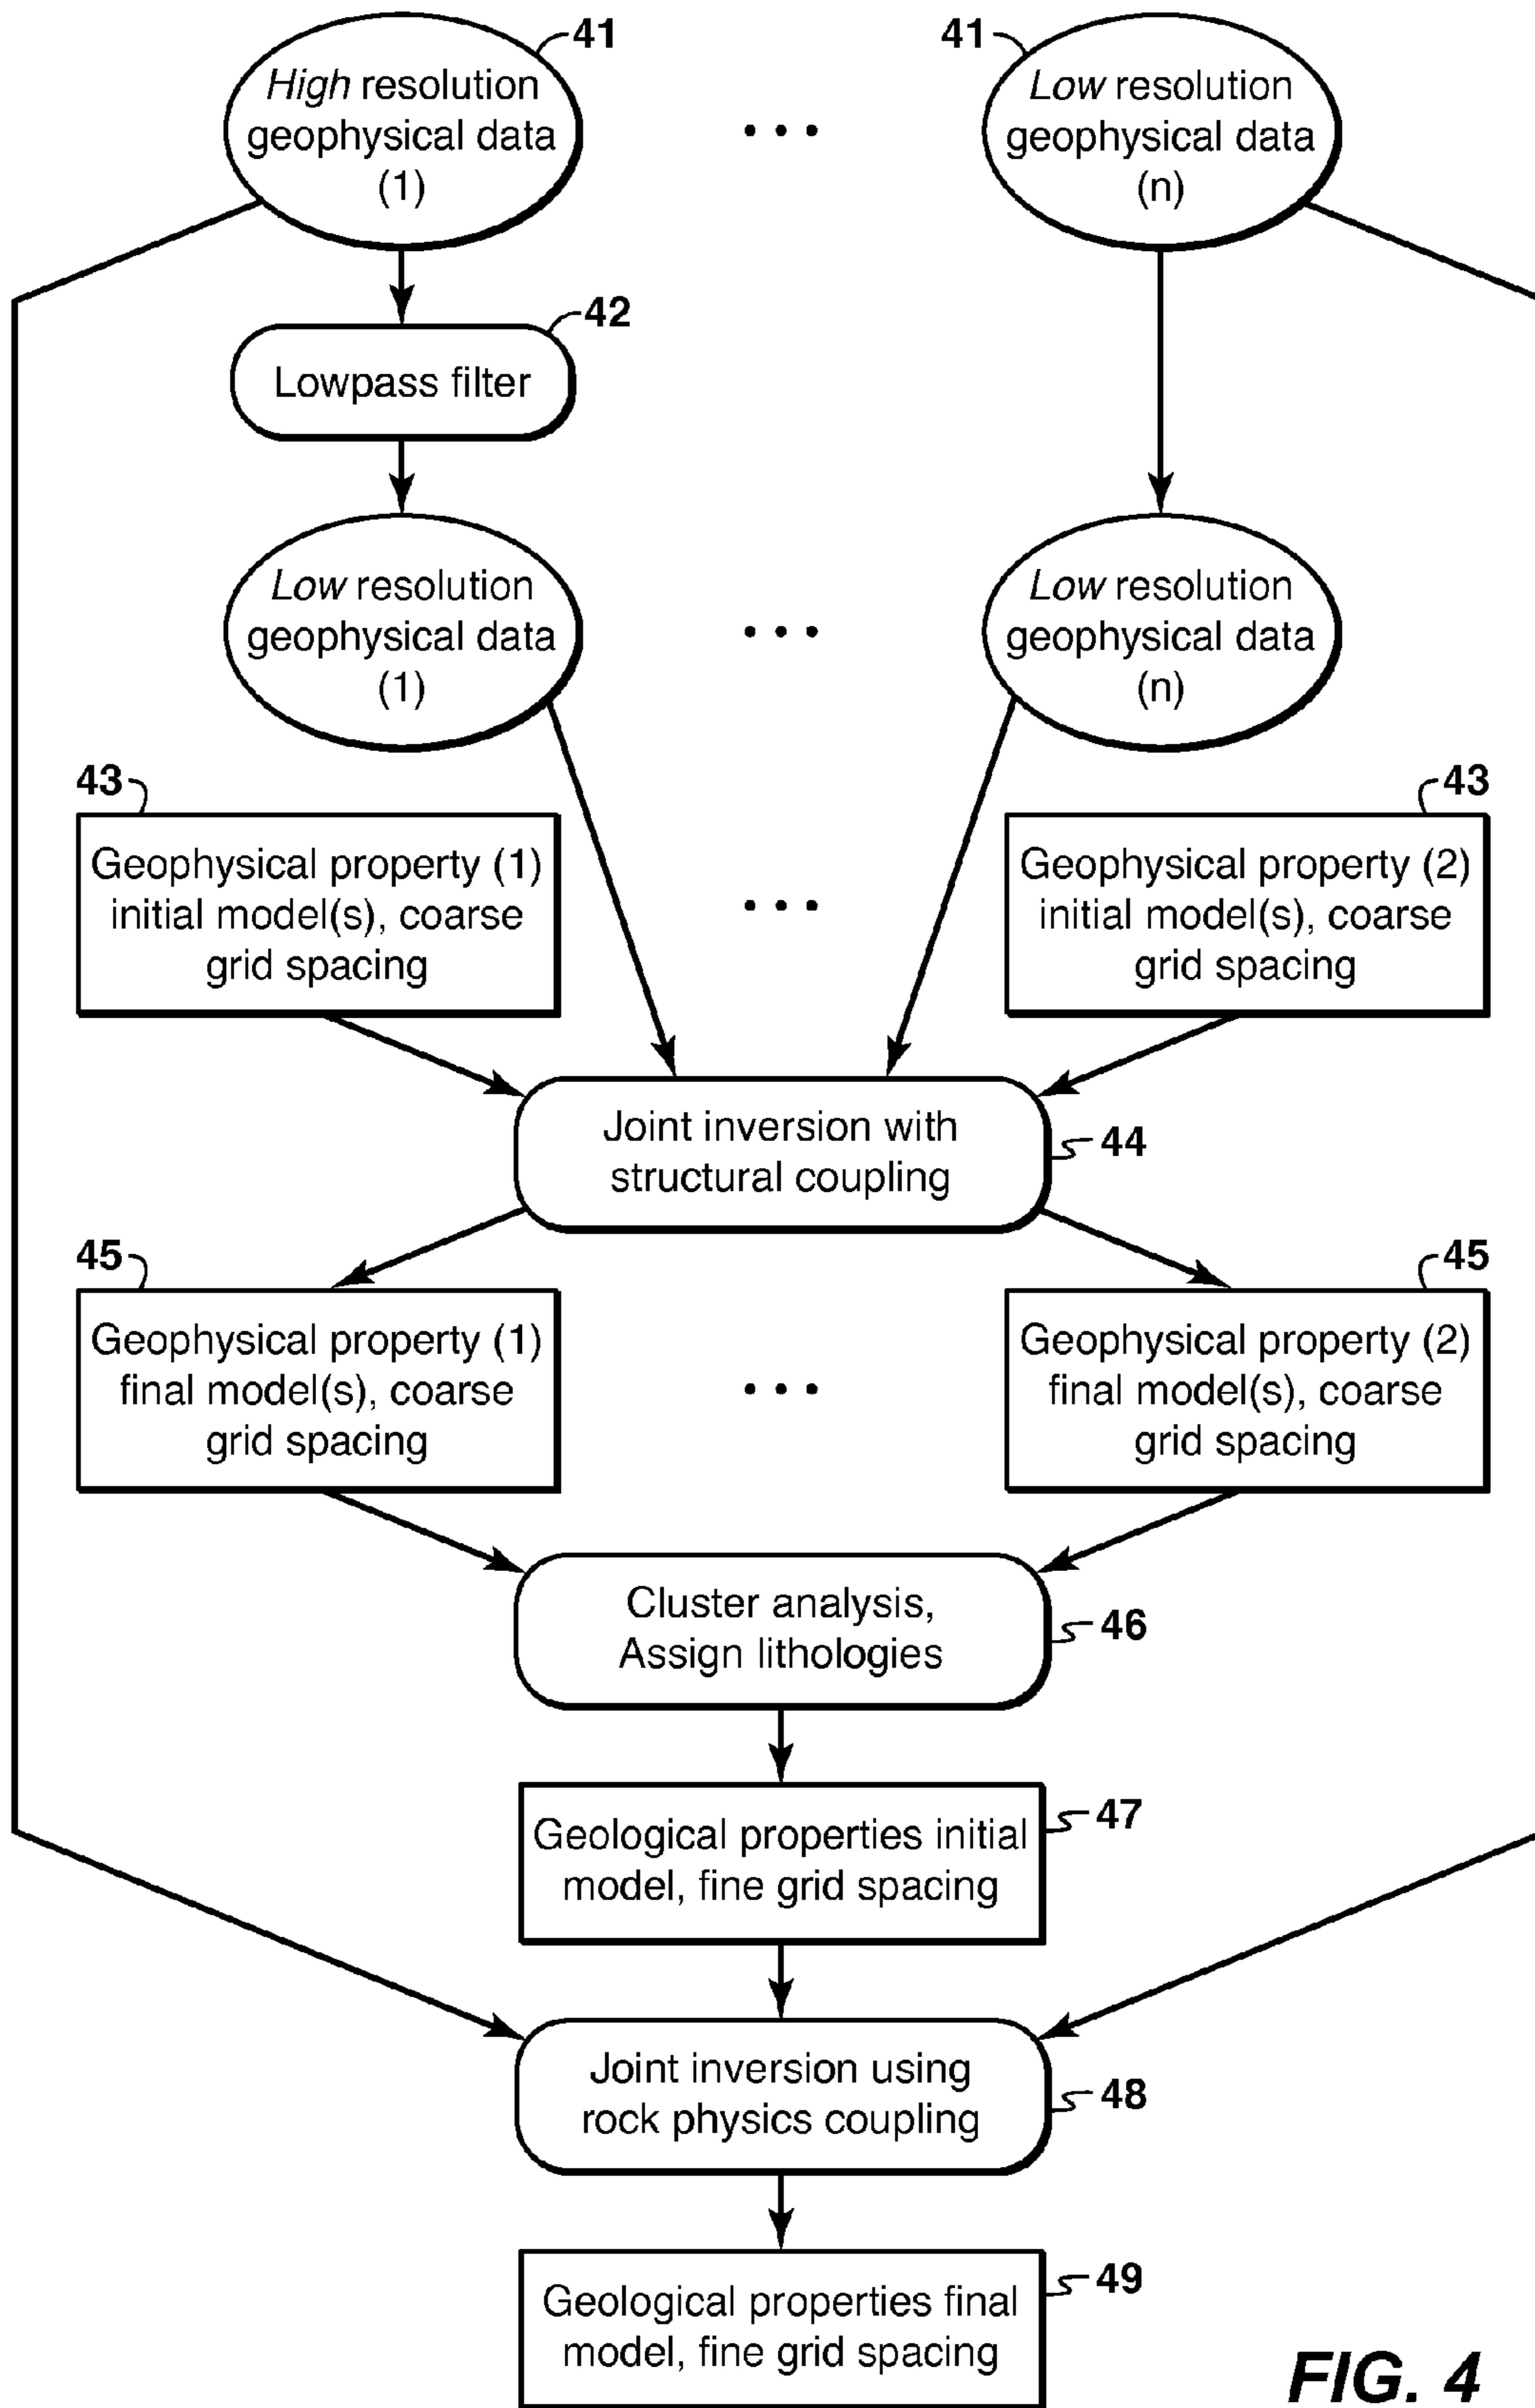 41
High resolution
geophysical data
(1)
• • •
41
Low resolution
geophysical data
(n)
42
Lowpass filter
Low resolution
geophysical data
(1)
• • •
Low resolution
geophysical data
(n)
43
Geophysical property (1)
initial model(s), coarse
grid spacing
• • •
43
Geophysical property (2)
initial model(s), coarse
grid spacing
Joint inversion with
structural coupling
44
45
Geophysical property (1)
final model(s), coarse
grid spacing
• • •
45
Geophysical property (2)
final model(s), coarse
grid spacing
Cluster analysis,
Assign lithologies
46
Geological properties initial
model, fine grid spacing
47
Joint inversion using
rock physics coupling
48
Geological properties final
model, fine grid spacing
49
FIG. 4